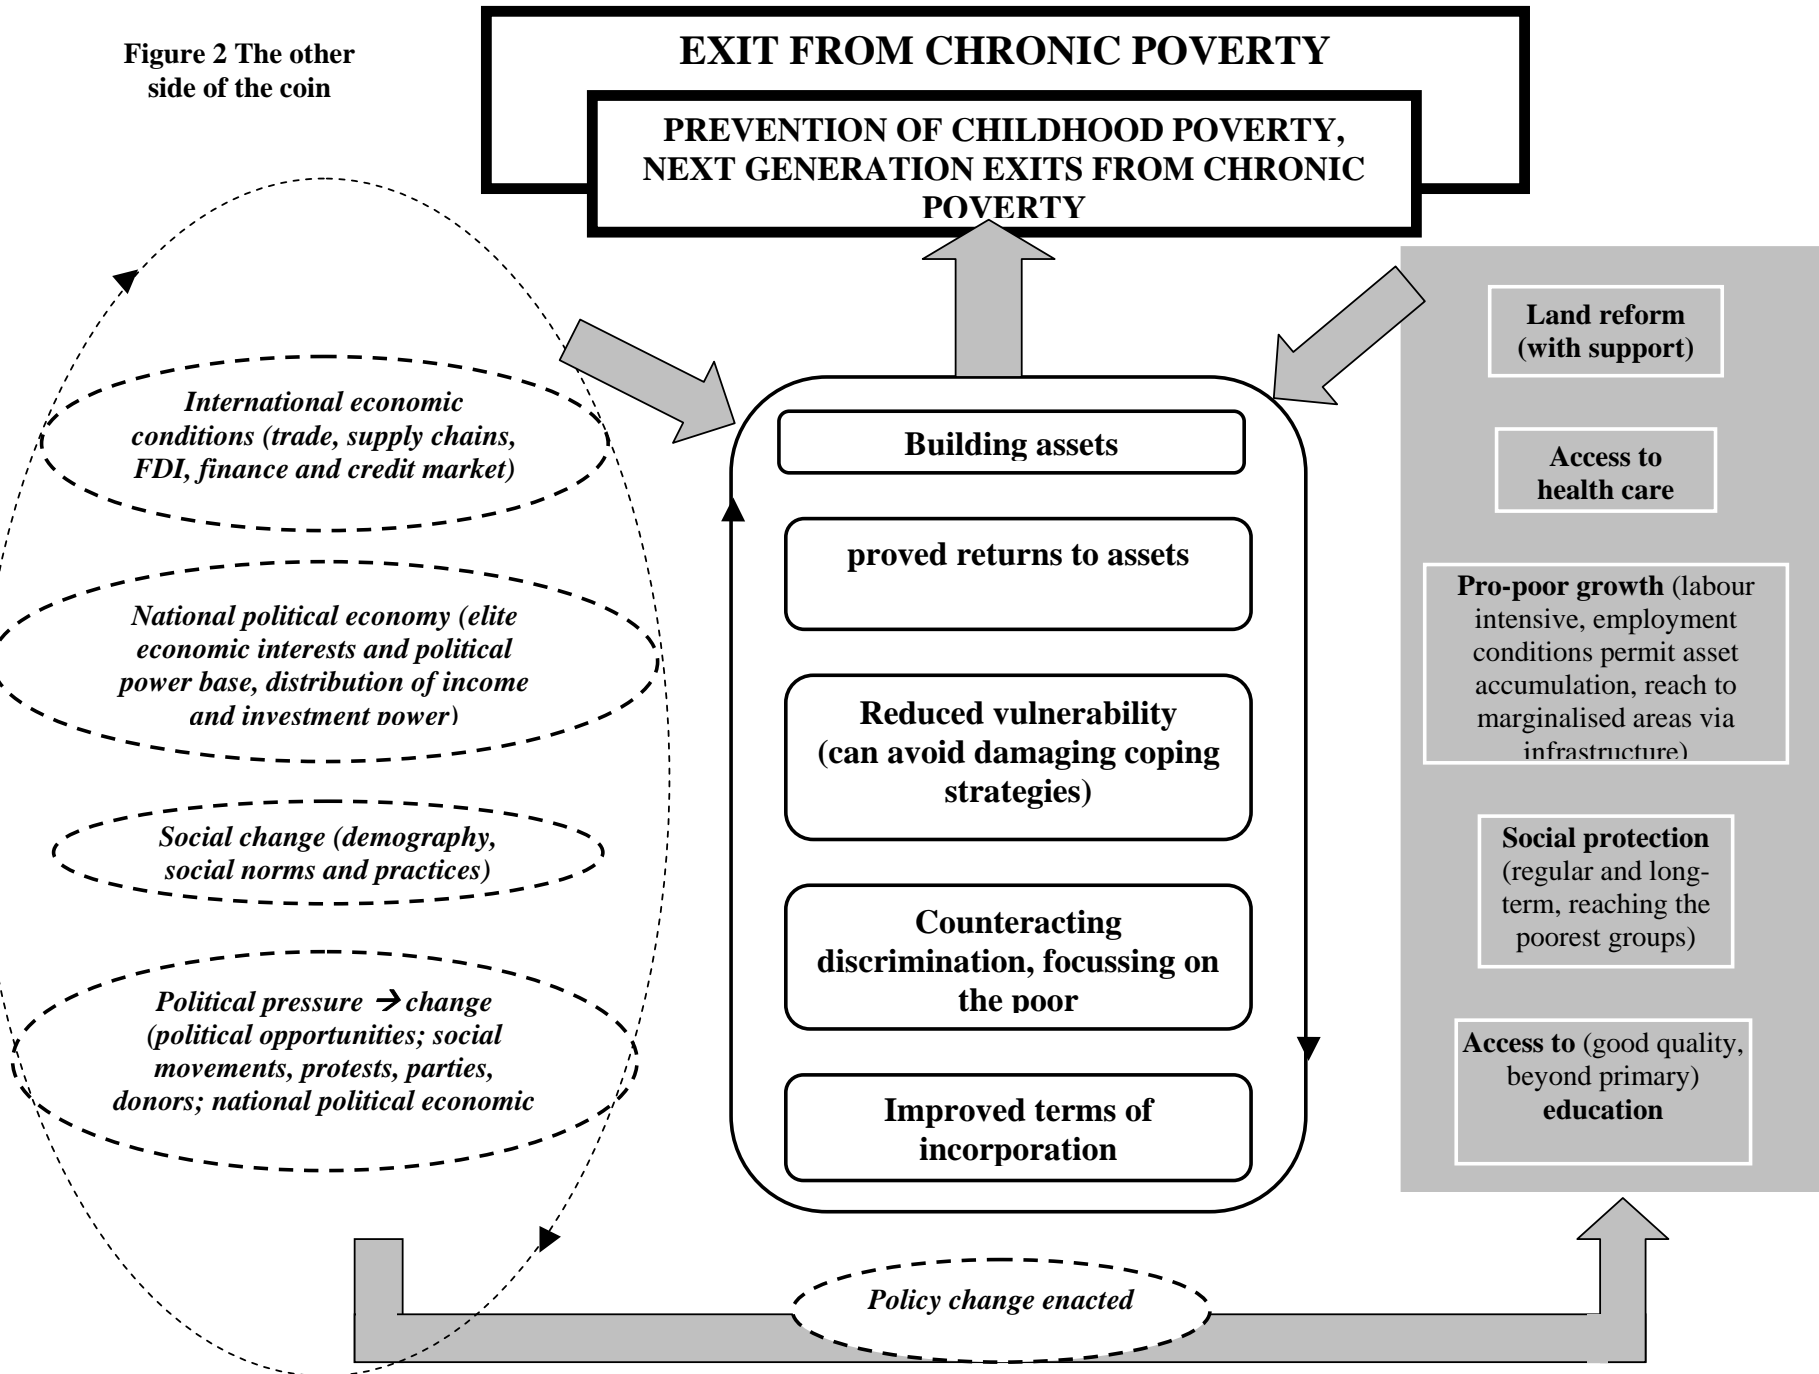 Figure 2 The other
side of the coin
EXIT FROM CHRONIC POVERTY
PREVENTION OF CHILDHOOD POVERTY,
NEXT GENERATION EXITS FROM CHRONIC
POVERTY
International economic
conditions (trade, supply chains,
FDI, finance and credit market)
National political economy (elite
economic interests and political
power base, distribution of income
and investment power)
Social change (demography,
social norms and practices)
Political pressure → change
(political opportunities; social
movements, protests, parties,
donors; national political economic
Building assets
proved returns to assets
Reduced vulnerability
(can avoid damaging coping
strategies)
Counteracting
discrimination, focussing on
the poor
Improved terms of
incorporation
Land reform
(with support)
Access to
health care
Pro-poor growth (labour
intensive, employment
conditions permit asset
accumulation, reach to
marginalised areas via
infrastructure)
Social protection
(regular and long-
term, reaching the
poorest groups)
Access to (good quality,
beyond primary)
education
Policy change enacted